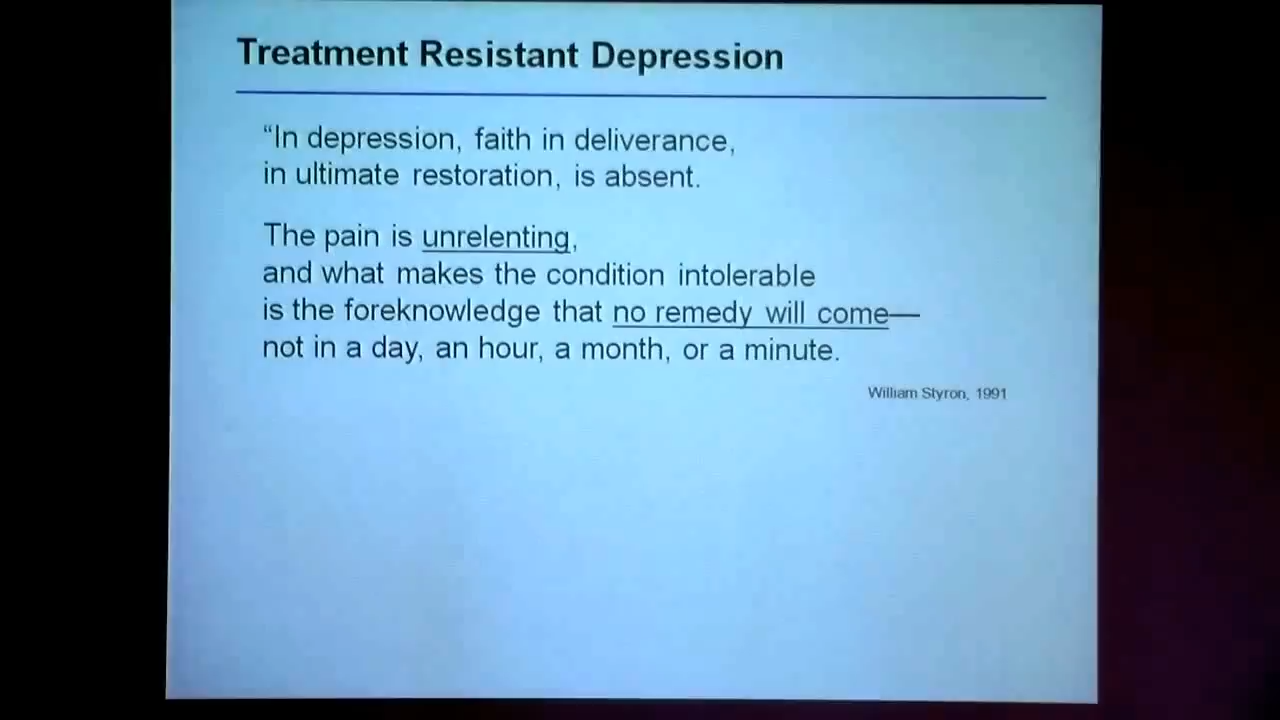 Treatment Resistant Depression
“In depression, faith in deliverance,
in ultimate restoration, is absent.
The pain is unrelenting,
and what makes the condition intolerable
is the foreknowledge that no remedy will come—
not in a day, an hour, a month, or a minute.
William Styron, 1991